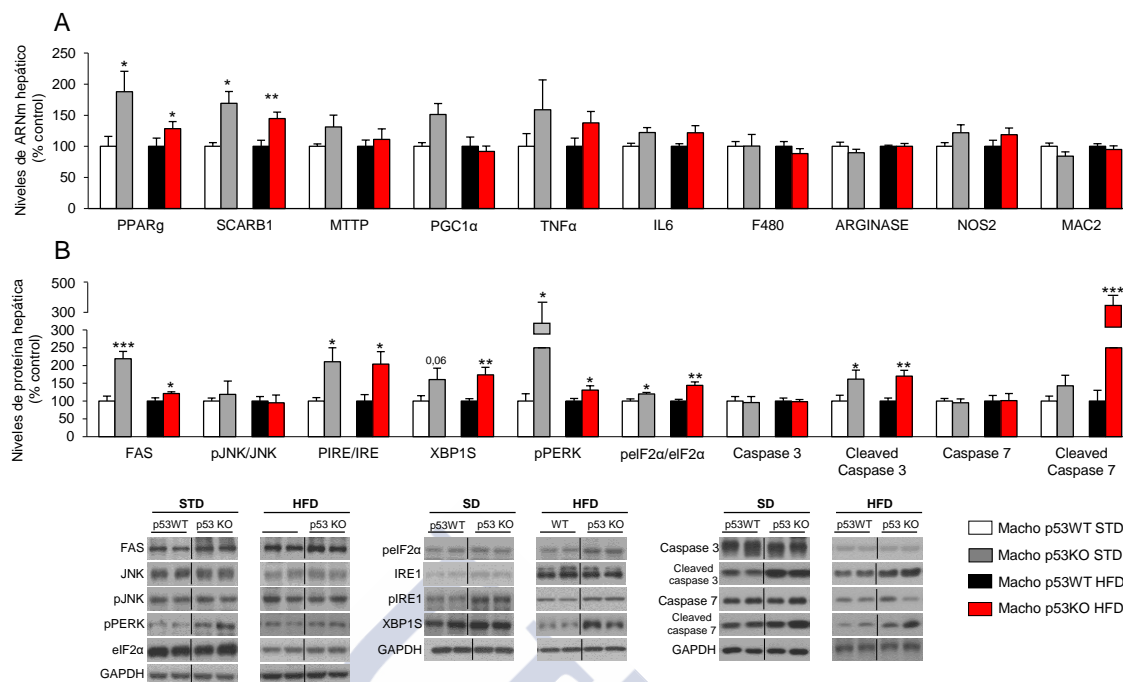 A
Niveles de ARNm hepático
(% control)
250
200
150
100
50
0
* * * **
PPARg SCARB1 MTTP PGC1α TNFα IL6 F480 ARGINASE NOS2 MAC2
B
Niveles de proteína hepática
(% control)
500
300
250
200
150
100
50
0
*** * * * 0,06 ** * * * ** * ** ***
FAS pJNK/JNK PIRE/IRE XBP1S pPERK peIF2α/eIF2α Caspase 3 Cleaved Caspase 3 Caspase 7 Cleaved Caspase 7
STD HFD
p53WT p53 KO p53 KO
FAS
JNK
pJNK
pPERK
eIF2α
GAPDH
SD HFD
p53WT p53 KO WT p53 KO
peIF2α
IRE1
pIRE1
XBP1S
GAPDH
SD HFD
p53WT p53 KO p53WT p53 KO
Caspase 3
Cleaved
caspase 3
Caspase 7
Cleaved
caspase 7
GAPDH
Macho p53WT STD
Macho p53KO STD
Macho p53WT HFD
Macho p53KO HFD